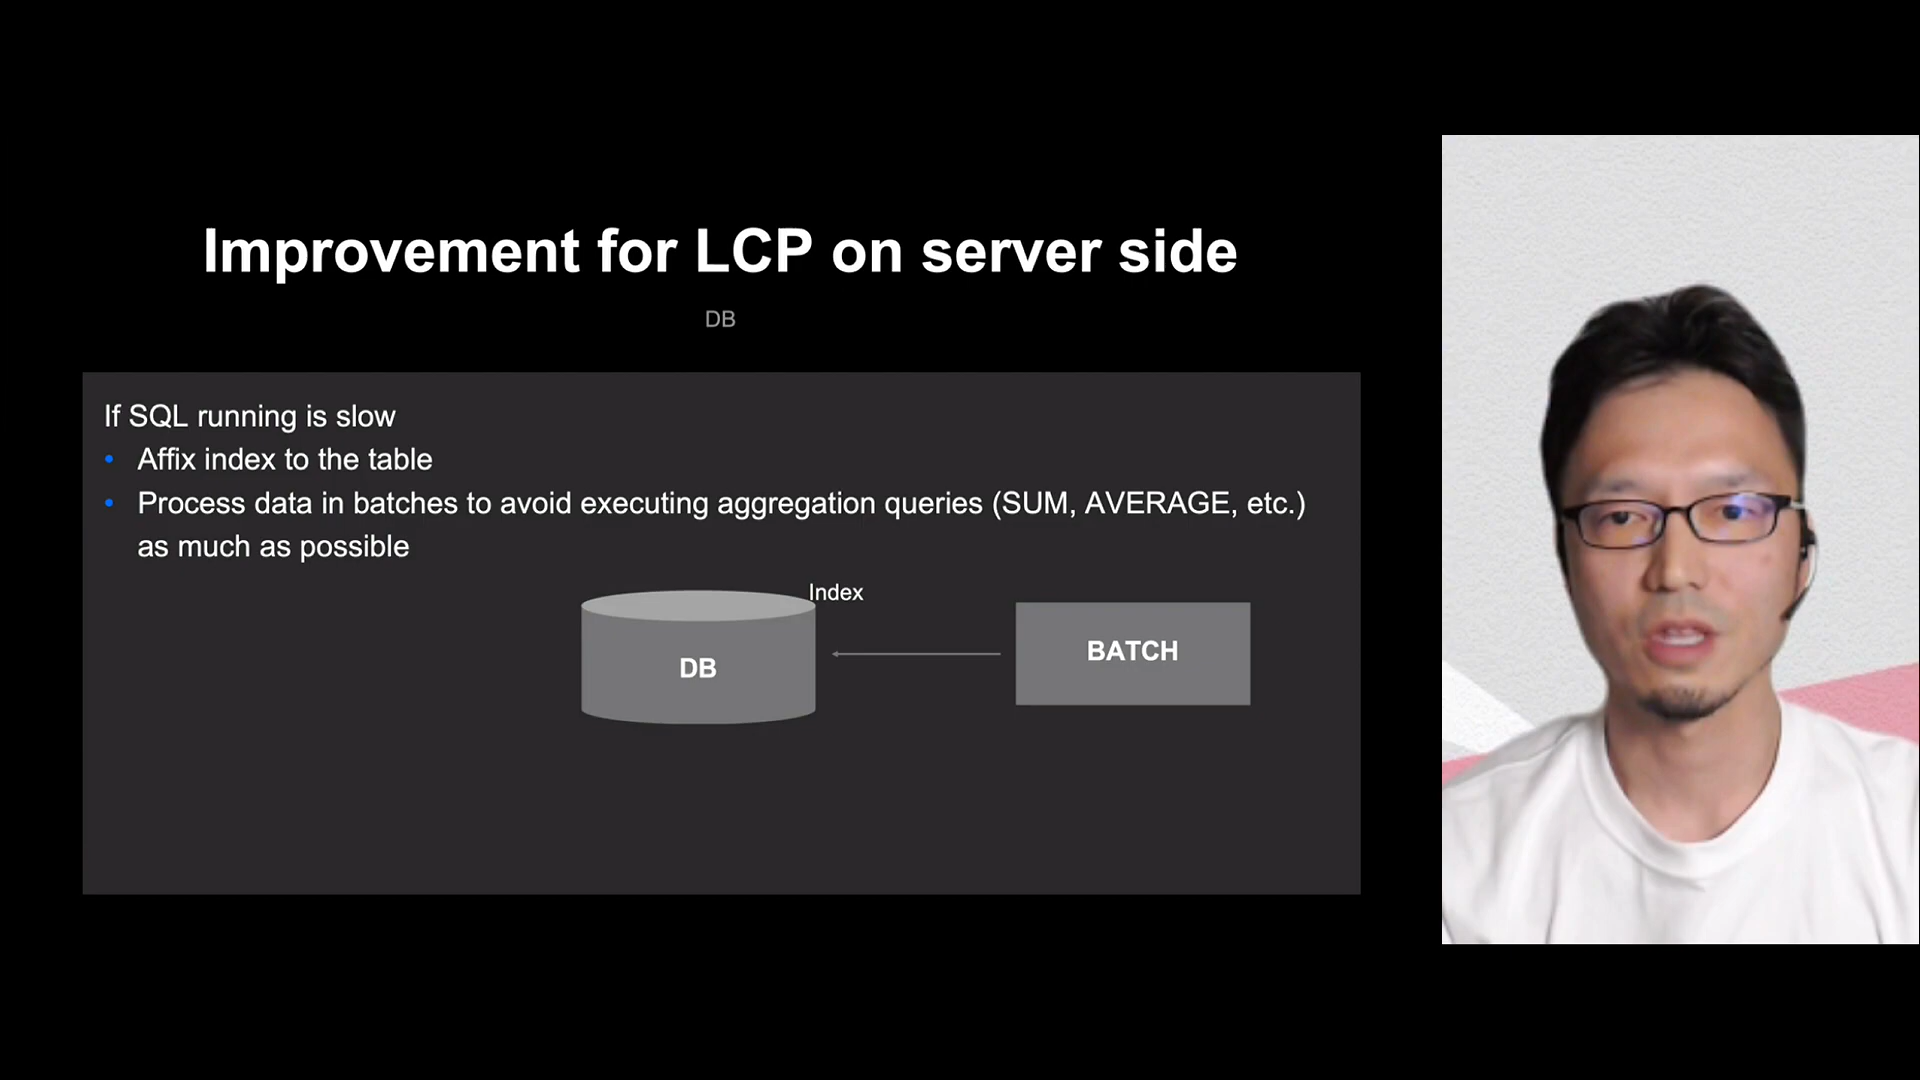 Improvement for LCP on server side
DB
If SQL running is slow
• Affix index to the table
• Process data in batches to avoid executing aggregation queries (SUM, AVERAGE, etc.)
as much as possible
Index
DB
BATCH